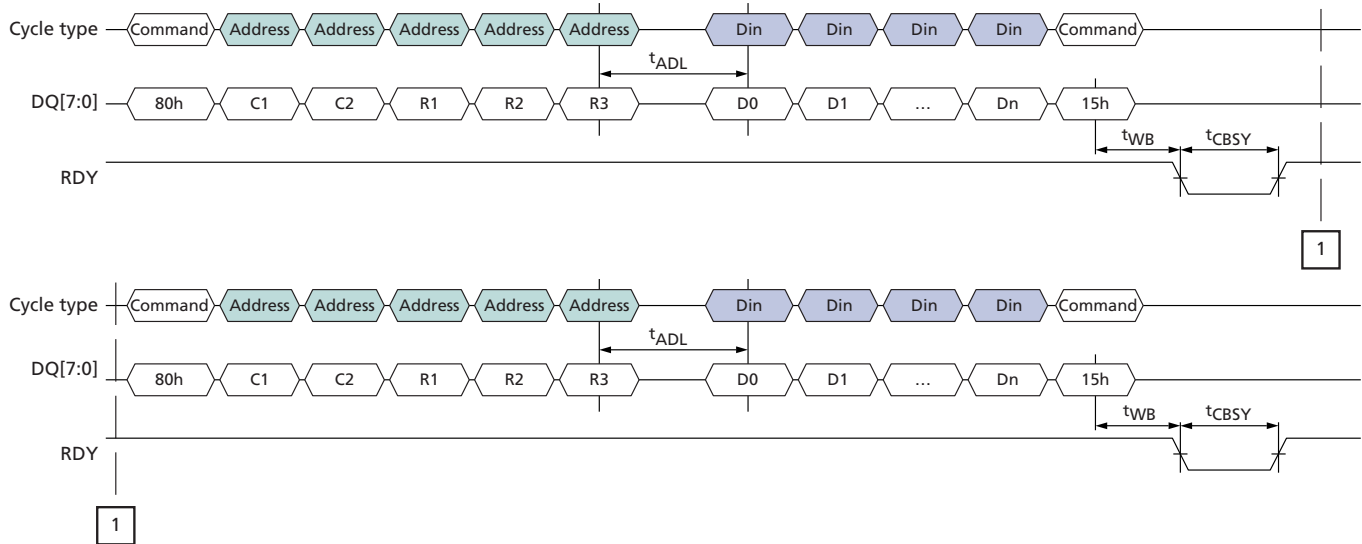 Cycle type Command Address Address Address Address Address Din Din Din Din Command
tADL
DQ[7:0] 80h C1 C2 R1 R2 R3 D0 D1 … Dn 15h
tWB tCBSY
RDY
1
Cycle type Command Address Address Address Address Address Din Din Din Din Command
tADL
DQ[7:0] 80h C1 C2 R1 R2 R3 D0 D1 … Dn 15h
tWB tCBSY
RDY
1